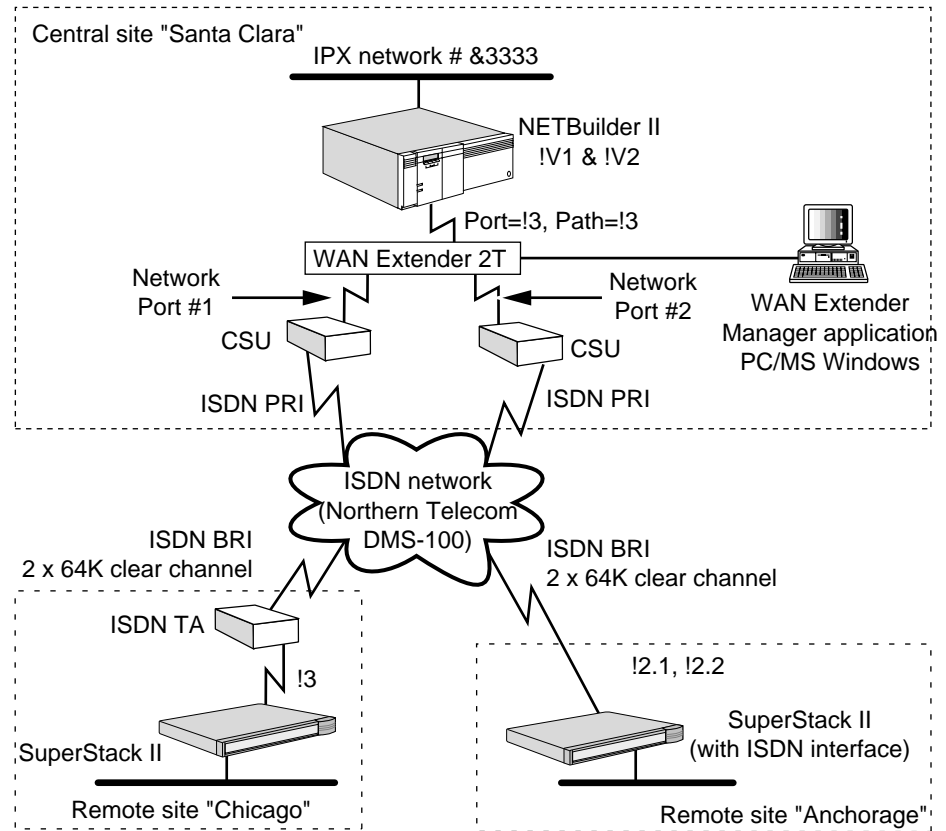 Central site "Santa Clara"
IPX network # &3333
NETBuilder II
!V1 & !V2
Port=!3, Path=!3
WAN Extender 2T
Network
Port #1
Network
Port #2
WAN Extender
Manager application
PC/MS Windows
CSU
CSU
ISDN PRI
ISDN PRI
ISDN network
(Northern Telecom
DMS-100)
ISDN BRI
2 x 64K clear channel
ISDN BRI
2 x 64K clear channel
ISDN TA
!3
!2.1, !2.2
SuperStack II
SuperStack II
(with ISDN interface)
Remote site "Chicago"
Remote site "Anchorage"